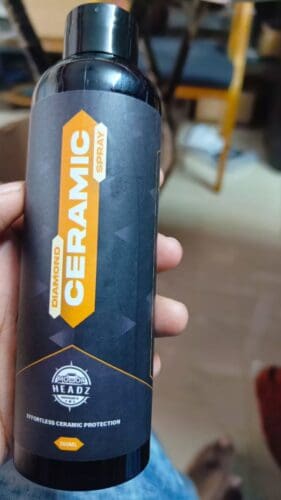 DIAMOND
CERAMIC
SPRAY
HEADZ
EFFORTLESS CERAMIC PROTECTION